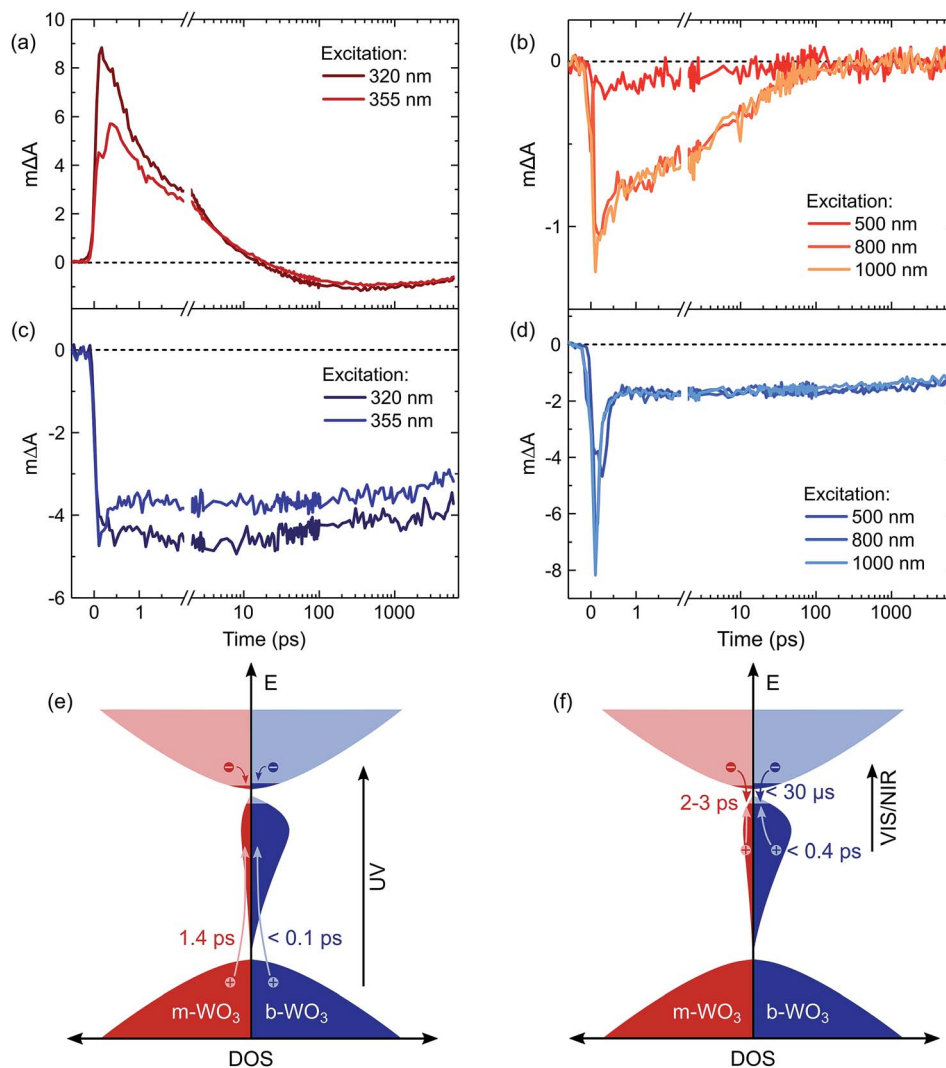 (a)
10
8
6
4
2
0
mΔΔA
Excitation:
320 nm
355 nm
(b)
0
-1
mΔΔA
Excitation:
500 nm
800 nm
1000 nm
(c)
0
-2
-4
-6
mΔA
Excitation:
320 nm
355 nm
0 1 10 100 1000
Time (ps)
(d)
0
-2
-4
-6
-8
mΔA
Excitation:
500 nm
800 nm
1000 nm
0 1 10 100 1000
Time (ps)
(e)
E
UV
1.4 ps
< 0.1 ps
m-WO₃
b-WO₃
DOS
(f)
E
VIS/NIR
2-3 ps
< 30 µs
< 0.4 ps
m-WO₃
b-WO₃
DOS